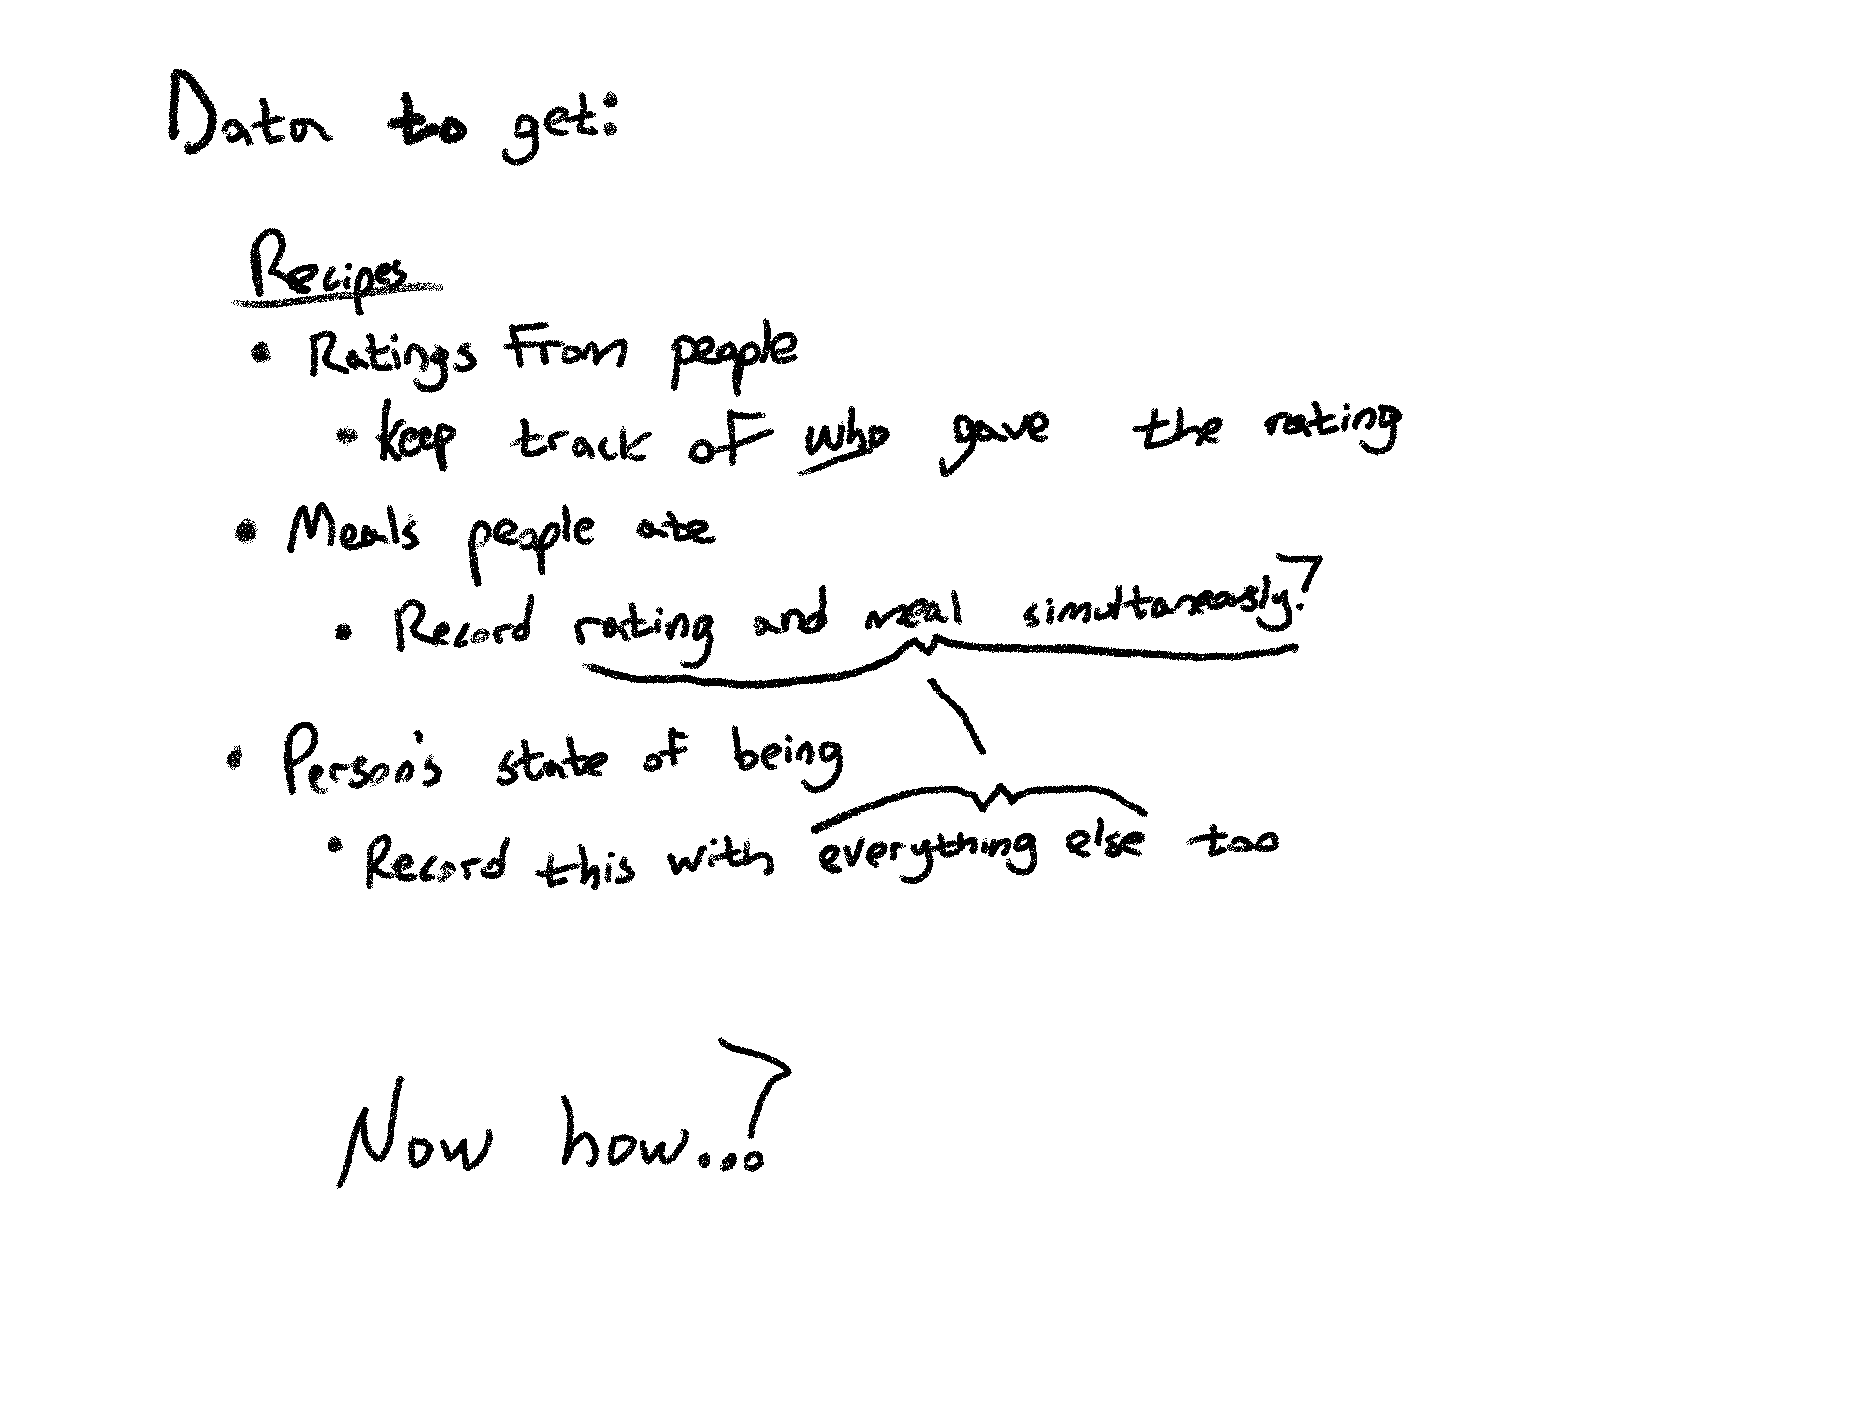 Data to get:
Recipes
• Ratings from people
• keep track of who gave the rating
• Meals people ate
• Record rating and meal simultaneasly?
• Person's state of being
• Record this with everything else too
Now how...?